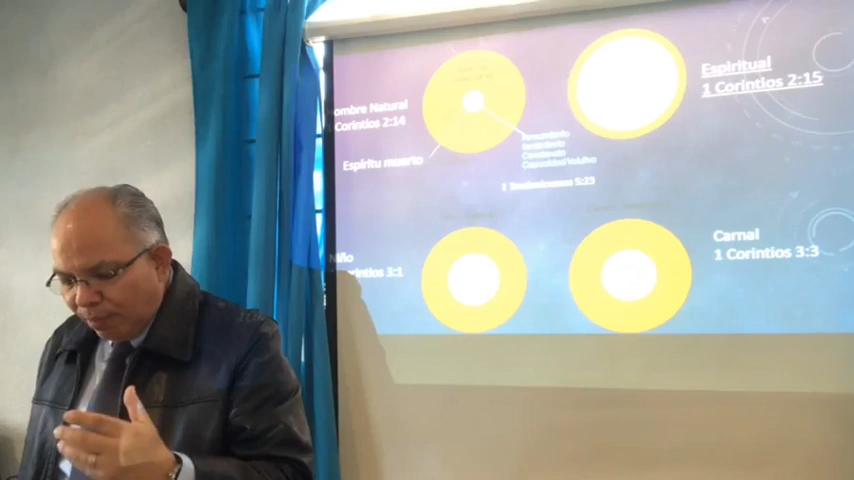 ombre Natural
Corintios 2:14
Espíritu muerto
Pensamiento
Sentimiento
Conciencia
Capacidad Volutiva
1 Tesalonicenses 5:23
Espiritual
1 Corintios 2:15
Niño
Corintios 3:1
Carnal
1 Corintios 3:3